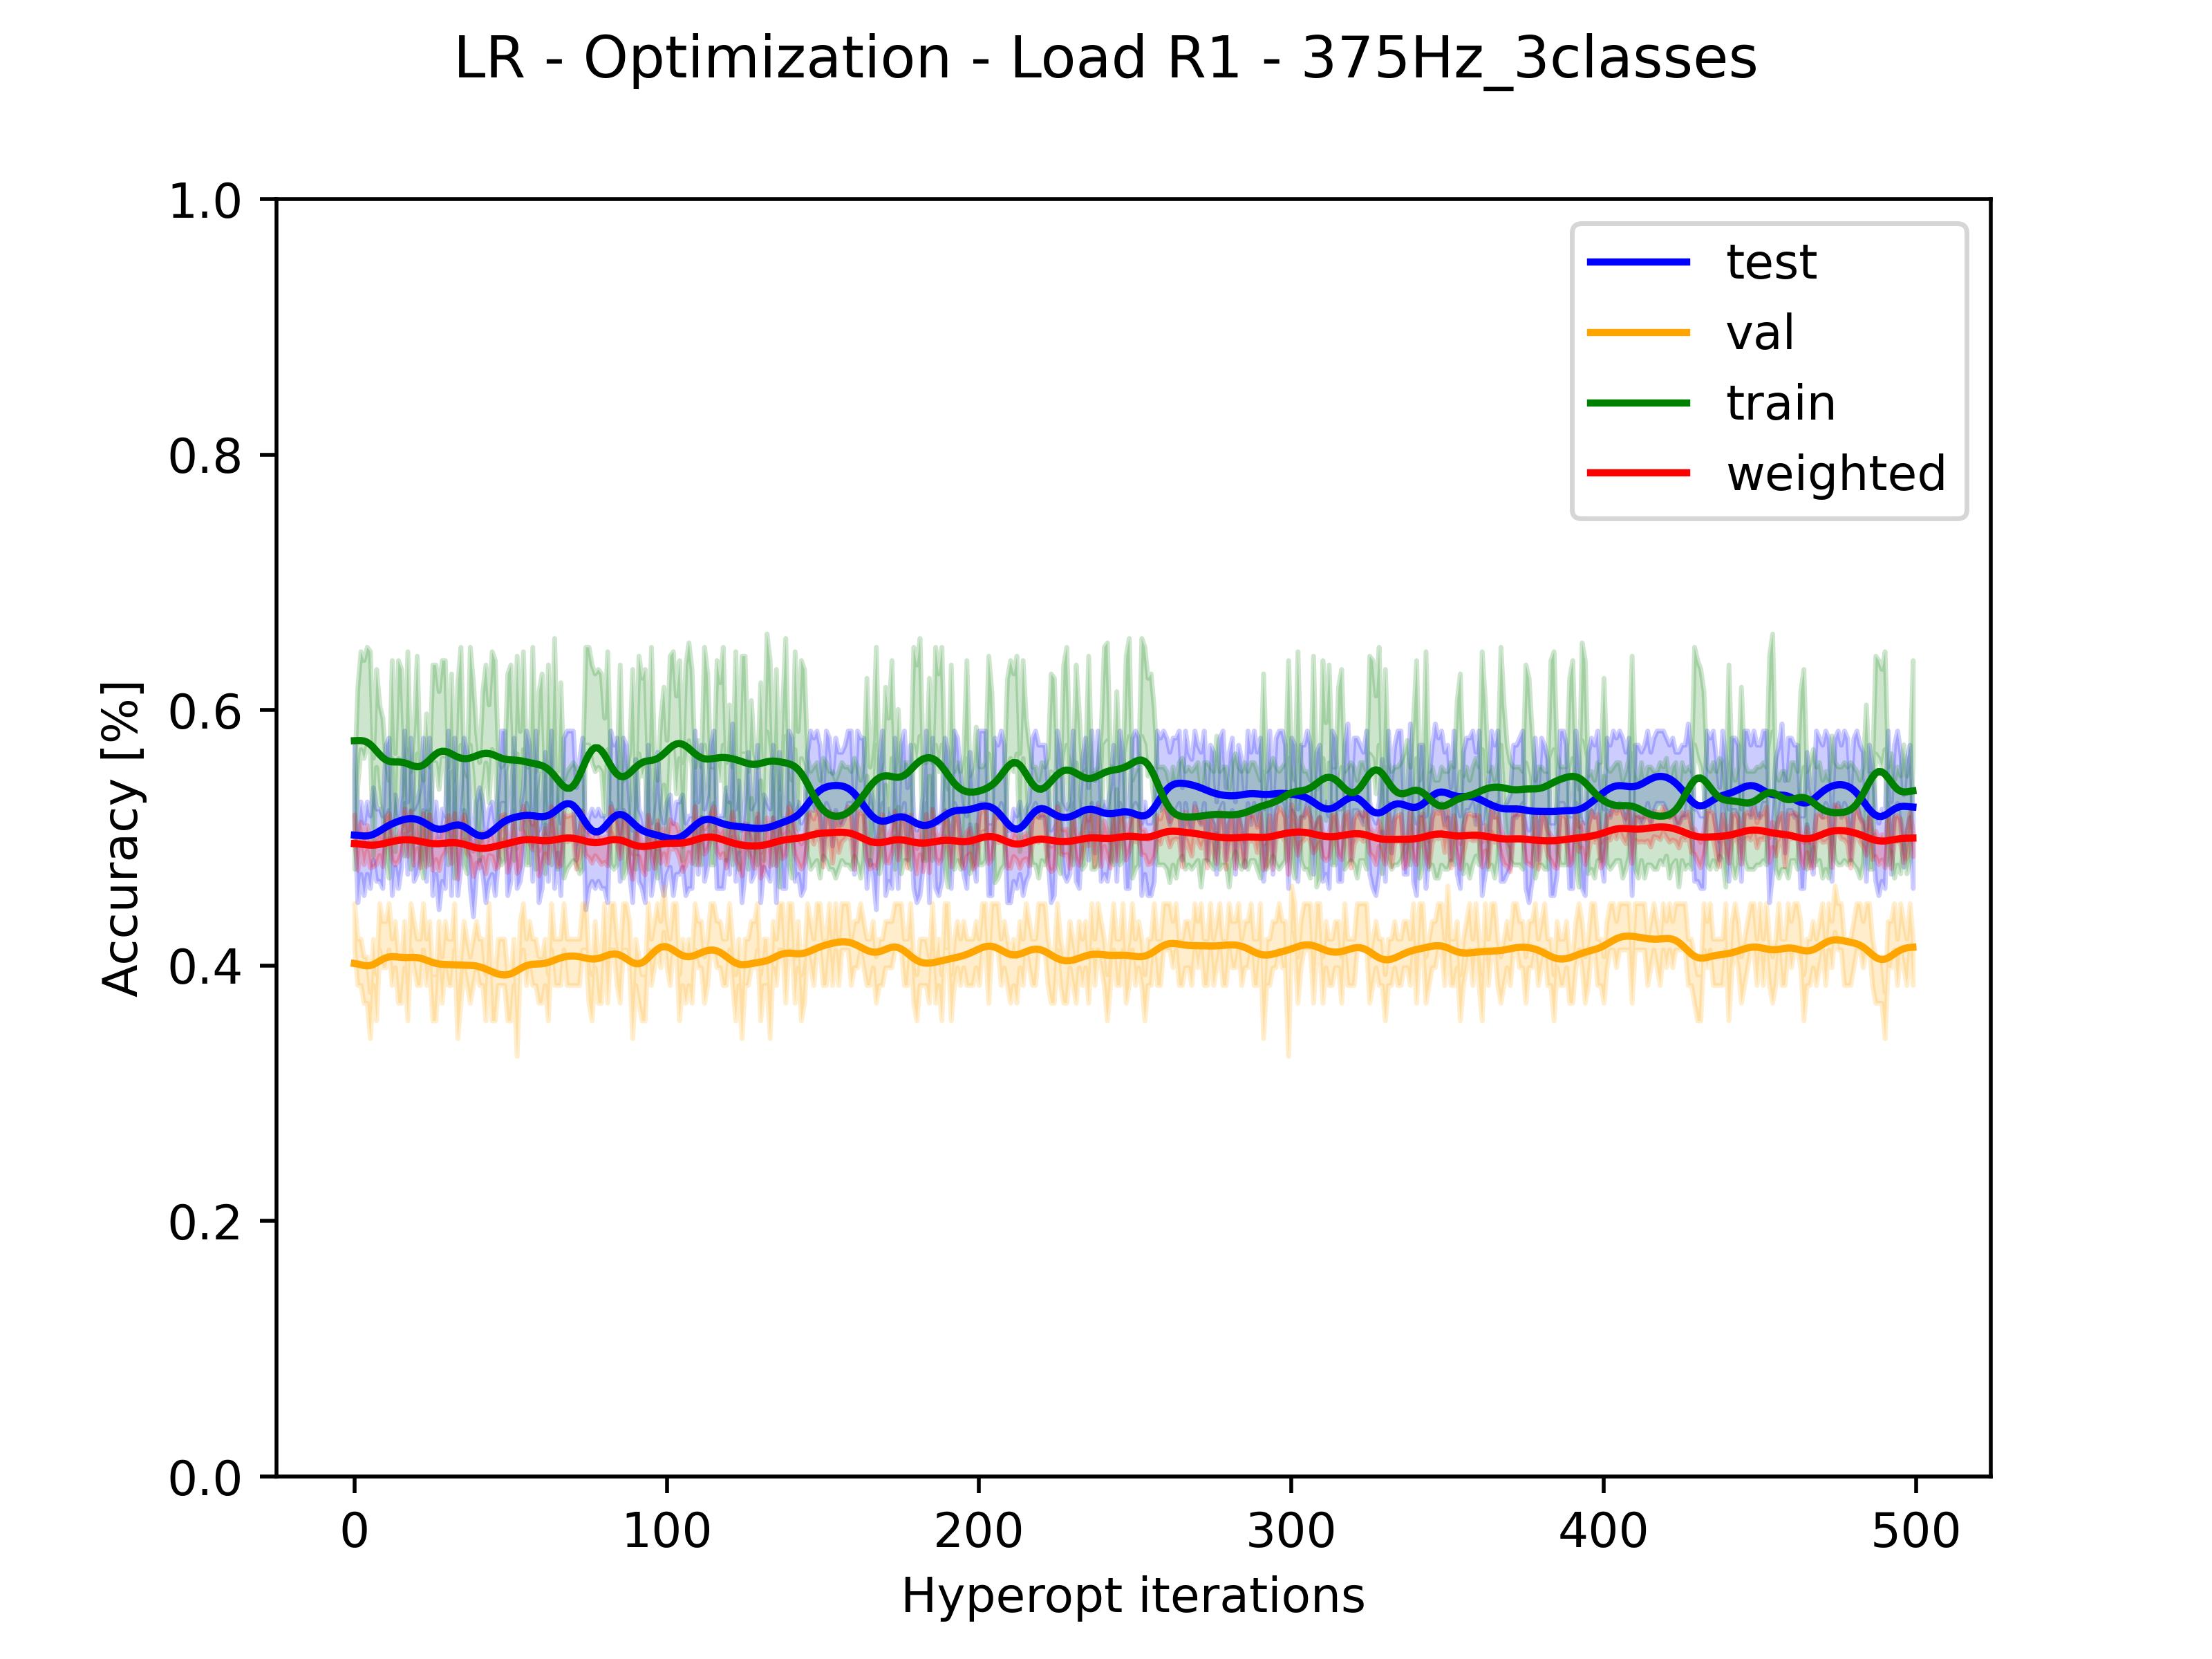 LR - Optimization - Load R1 - 375Hz_3classes
1.0
0.8
0.6
0.4
0.2
0.0
Accuracy [%]
test
val
train
weighted
0 100 200 300 400 500
Hyperopt iterations